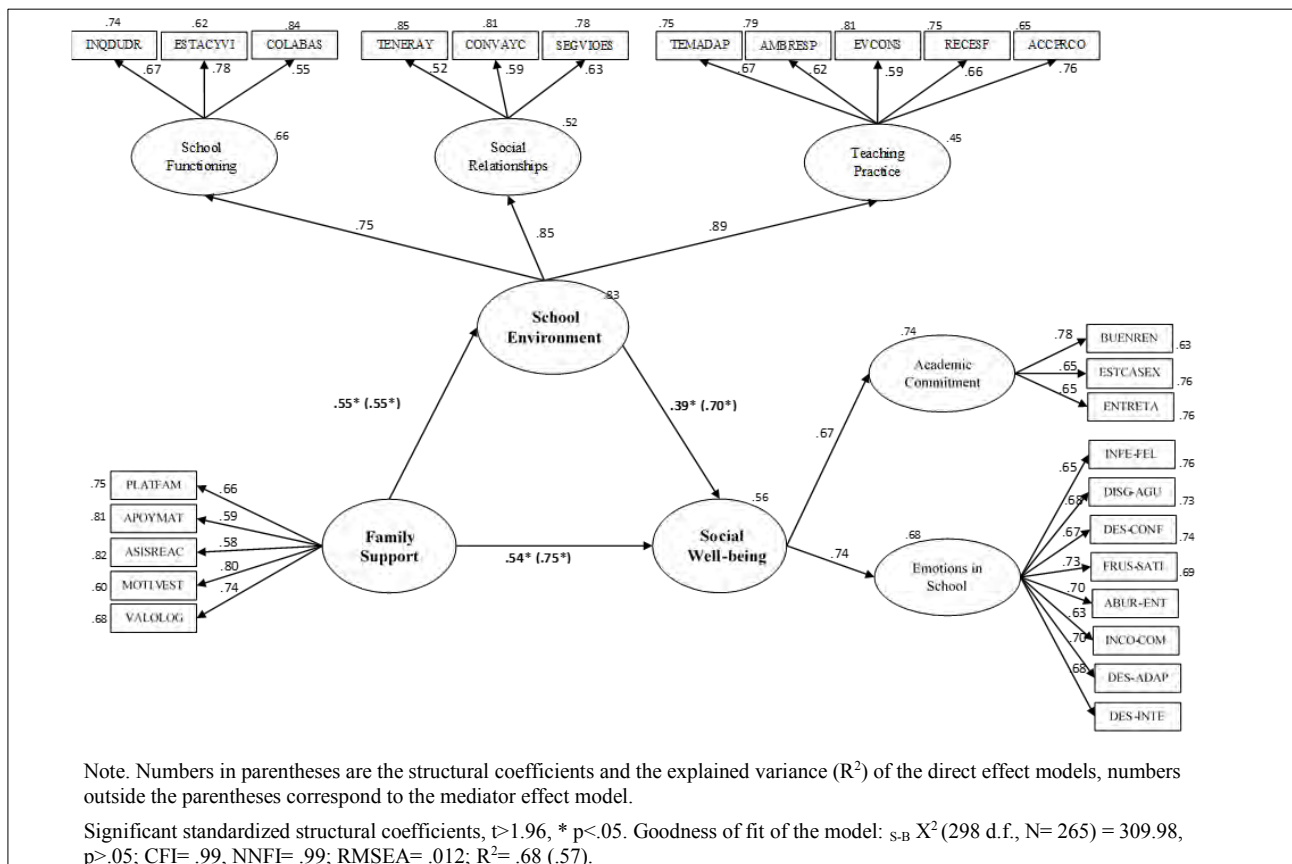 .74 .62 .84 .85 .81 .78 .75 .79 .81 .75 .65
INQDUDR ESTACYVI COLABAS TENERAY CONVAYC SEGVIOES TEMADAP AMBRESP EVCONS RECESF ACCPRCO
.67 .78 .55 .52 .59 .63 .67 .62 .59 .66 .76
.66 .52 .45
School Social Teaching
Functioning Relationships Practice
.75 .85 .89
.83
School
Environment
.74
Academic
Commitment
.78 BUENREN .63
.65 ESTCASEX .76
.65 ENTRETA .76
.55* (.55*) .39* (.70*)
.67
.75 PLATFAM .66
.81 APOYMAT .59
.82 ASISREAC .58
.60 MOTIVEST .80
.68 VALOLOG .74
Family
Support
.54* (.75*)
.56
Social
Well-being
.74
.68
Emotions in
School
.65 INFE-FEL .76
.68 DISG-AGU .73
.67 DES-CONF .74
.73 FRUS-SATI .69
.70 ABUR-ENT
.63 INCO-COM
.70 DES-ADAP
.68 DES-INTE
Note. Numbers in parentheses are the structural coefficients and the explained variance (R²) of the direct effect models, numbers
outside the parentheses correspond to the mediator effect model.
Significant standardized structural coefficients, t>1.96, * p<.05. Goodness of fit of the model: S-B X² (298 d.f., N= 265) = 309.98,
p>.05; CFI= .99, NNFI= .99; RMSEA= .012; R²= .68 (.57).